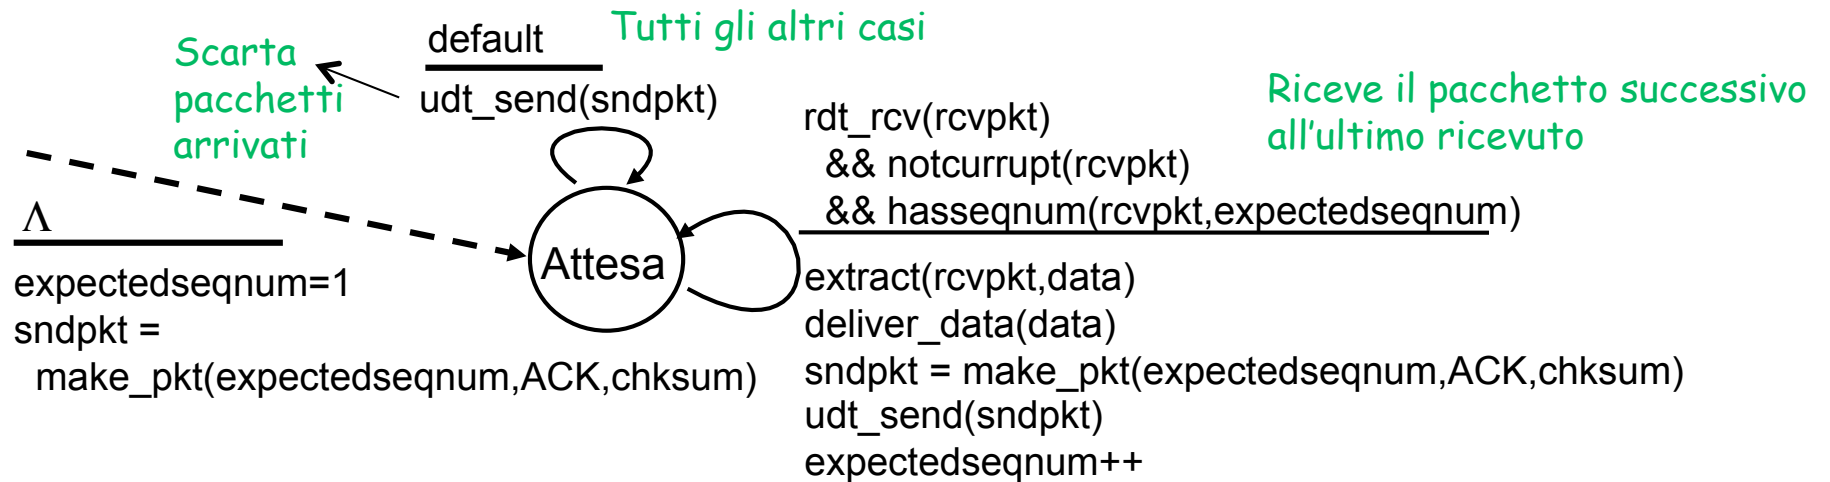 Scarta
pacchetti
arrivati
default
udt_send(sndpkt)
Tutti gli altri casi
Riceve il pacchetto successivo
all'ultimo ricevuto
rdt_rcv(rcvpkt)
&& notcurrupt(rcvpkt)
&& hasseqnum(rcvpkt,expectedseqnum)
Λ
expectedseqnum=1
sndpkt =
make_pkt(expectedseqnum,ACK,chksum)
Attesa
extract(rcvpkt,data)
deliver_data(data)
sndpkt = make_pkt(expectedseqnum,ACK,chksum)
udt_send(sndpkt)
expectedseqnum++